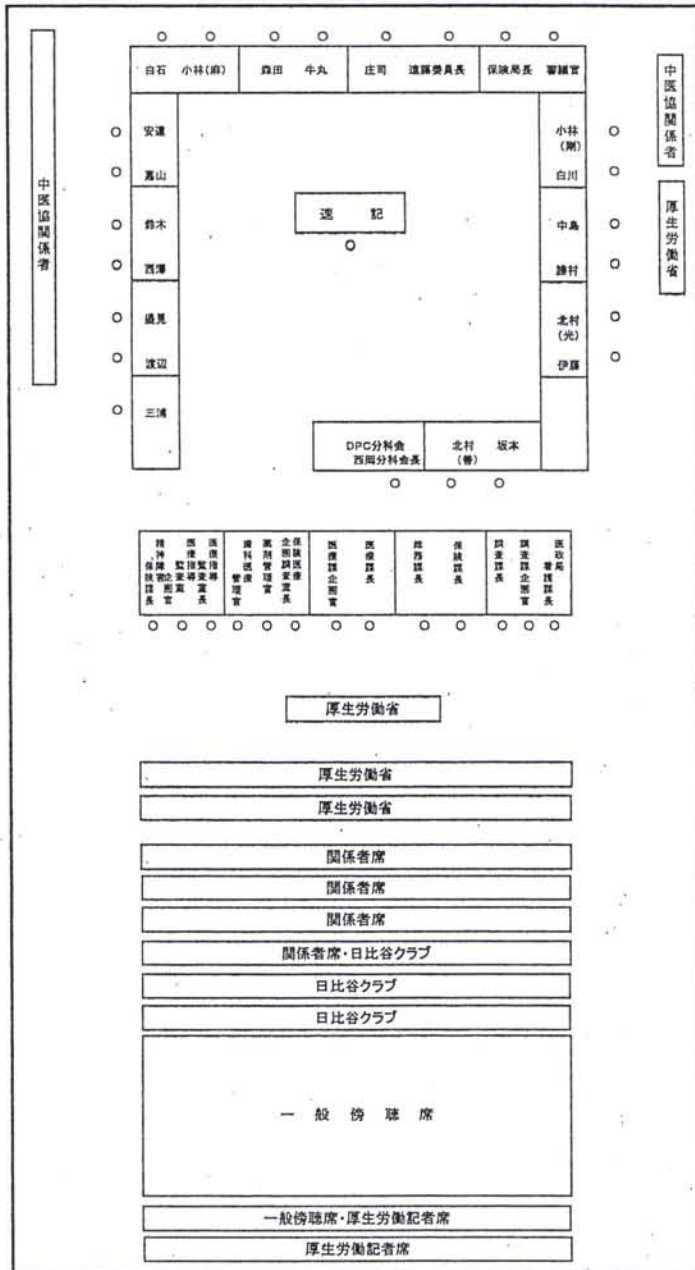 白石 小林(麻) 森田 牛丸 庄司 遠藤委員長 保険局長 審議官
中医協関係者
中医協関係者
厚生労働省
安達
嘉山
鈴木
西澤
邉見
渡辺
三浦
小林
(剛)
白川
中島
勝村
北村
(光)
伊藤
速 記
DPC分科会
西岡分科会長
北村
(善)
坂本
精神障害
保険課長
医療指導
監査室
企画官
医療指導
監査室長
歯科医療
管理官
薬剤管理官
保険医療
企画調査室長
医療課企画官
医療課長
総務課長
保険課長
調査課長
調査課企画官
医政局
看護課長
厚生労働省
厚生労働省
厚生労働省
関係者席
関係者席
関係者席
関係者席・日比谷クラブ
日比谷クラブ
日比谷クラブ
一 般 傍 聴 席
一般傍聴席・厚生労働記者席
厚生労働記者席